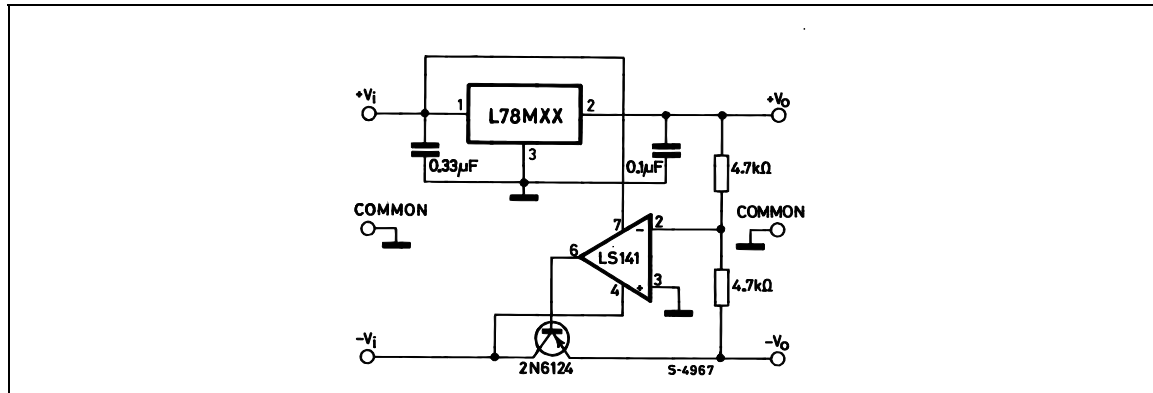 +Vi
1
L78MXX
2
+Vo
3
0.33µF
0.1µF
4.7kΩ
COMMON
COMMON
7
2
-
6
LS141
3
+
4
4.7kΩ
-Vi
-Vo
2N6124
S-4967